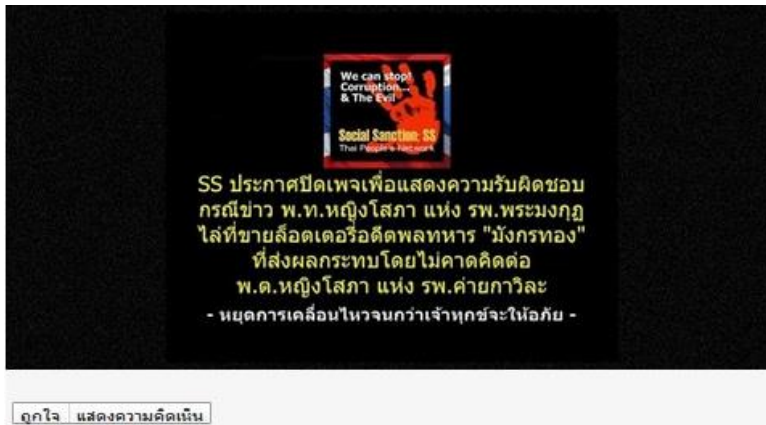 We can stop!
Corruption...
& The Evil
Social Sanction: SS
Thai People's Network
SS ประกาศปิดเพจเพื่อแสดงความรับผิดชอบ
กรณีข่าว พ.ท.หญิงโสภา แห่ง รพ.พระมงกุฎ
ไล่ที่ขายล็อตเตอรี่อดีตพลทหาร "มังกรทอง"
ที่ส่งผลกระทบโดยไม่คาดคิดต่อ
พ.ต.หญิงโสภา แห่ง รพ.ค่ายกาวิละ
- หยุดการเคลื่อนไหวจนกว่าเจ้าทุกข์จะให้อภัย -
ถูกใจ แสดงความคิดเห็น